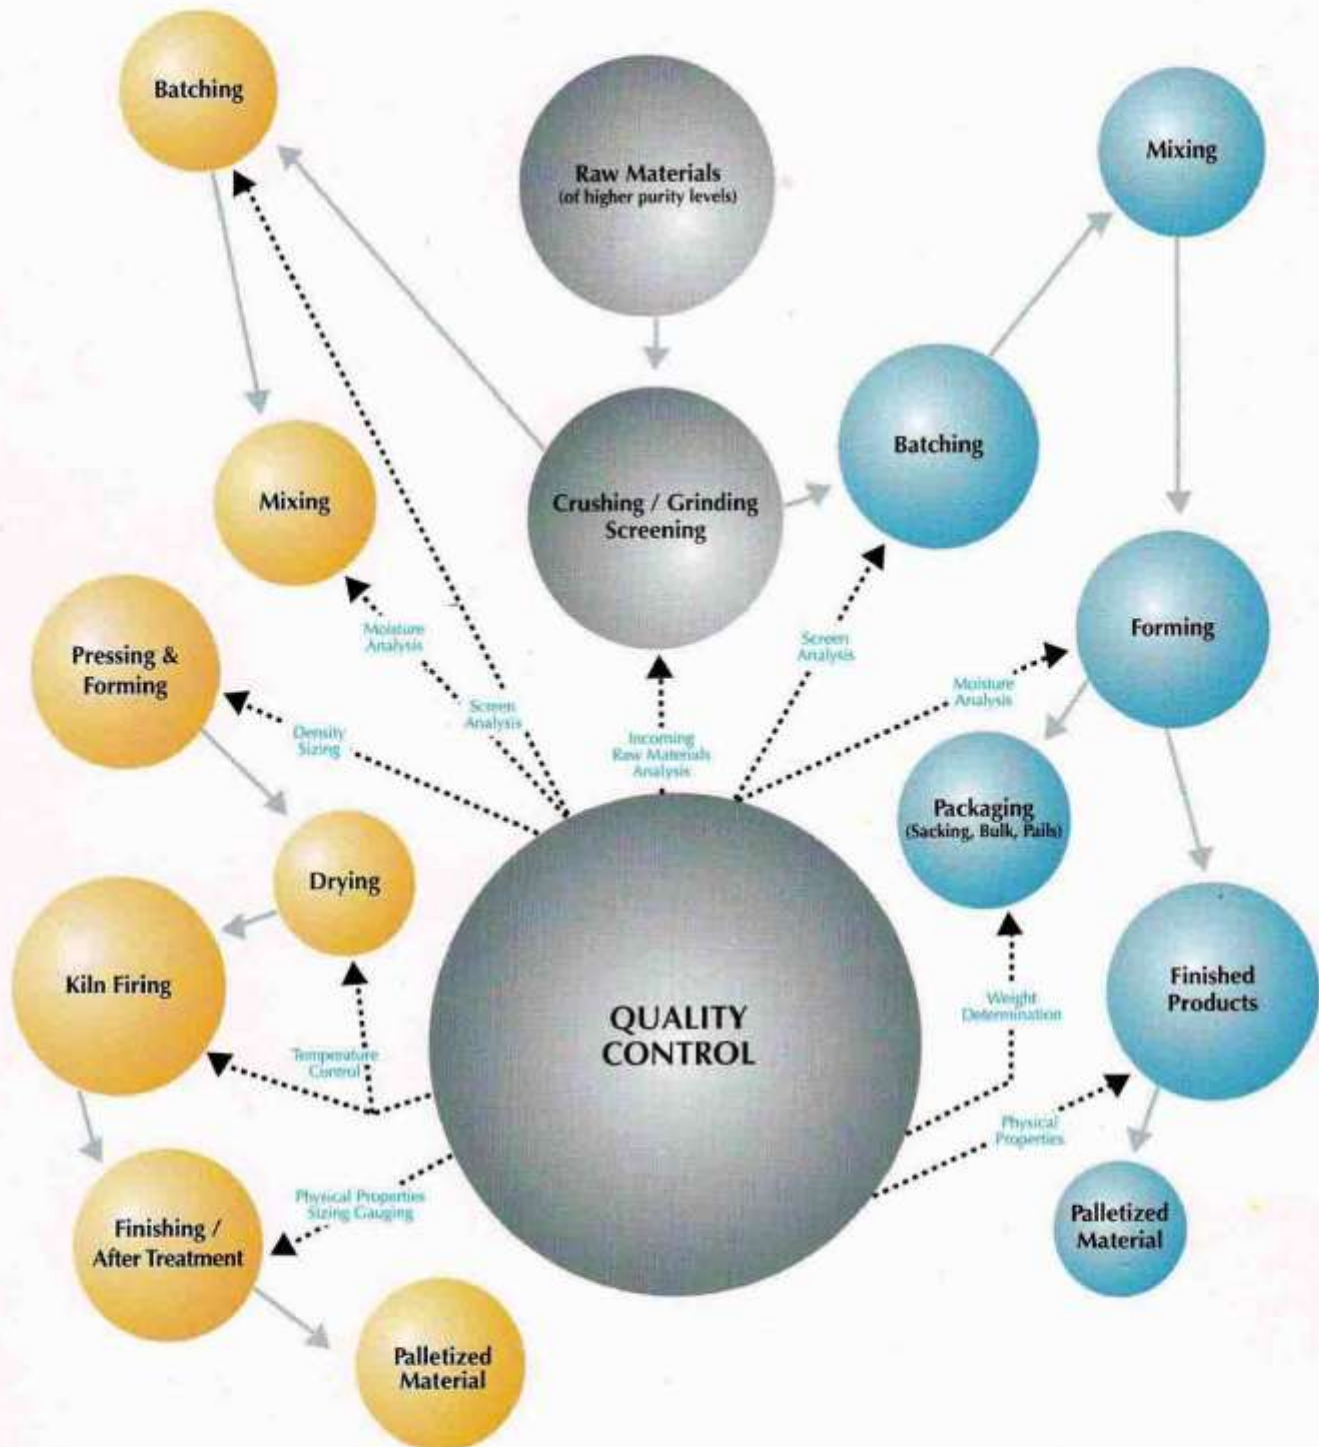 Batching
Raw Materials
(of higher purity levels)
Mixing
Batching
Mixing
Crushing / Grinding
Screening
Forming
Moisture
Analysis
Screen
Analysis
Pressing &
Forming
Moisture
Analysis
Screen
Analysis
Density
Sizing
Incoming
Raw Materials
Analysis
Packaging
(Sacking, Bulk, Pails)
Drying
Kiln Firing
Finished
Products
Weight
Determination
QUALITY
CONTROL
Temperature
Control
Physical
Properties
Physical Properties
Sizing Gauging
Finishing /
After Treatment
Palletized
Material
Palletized
Material